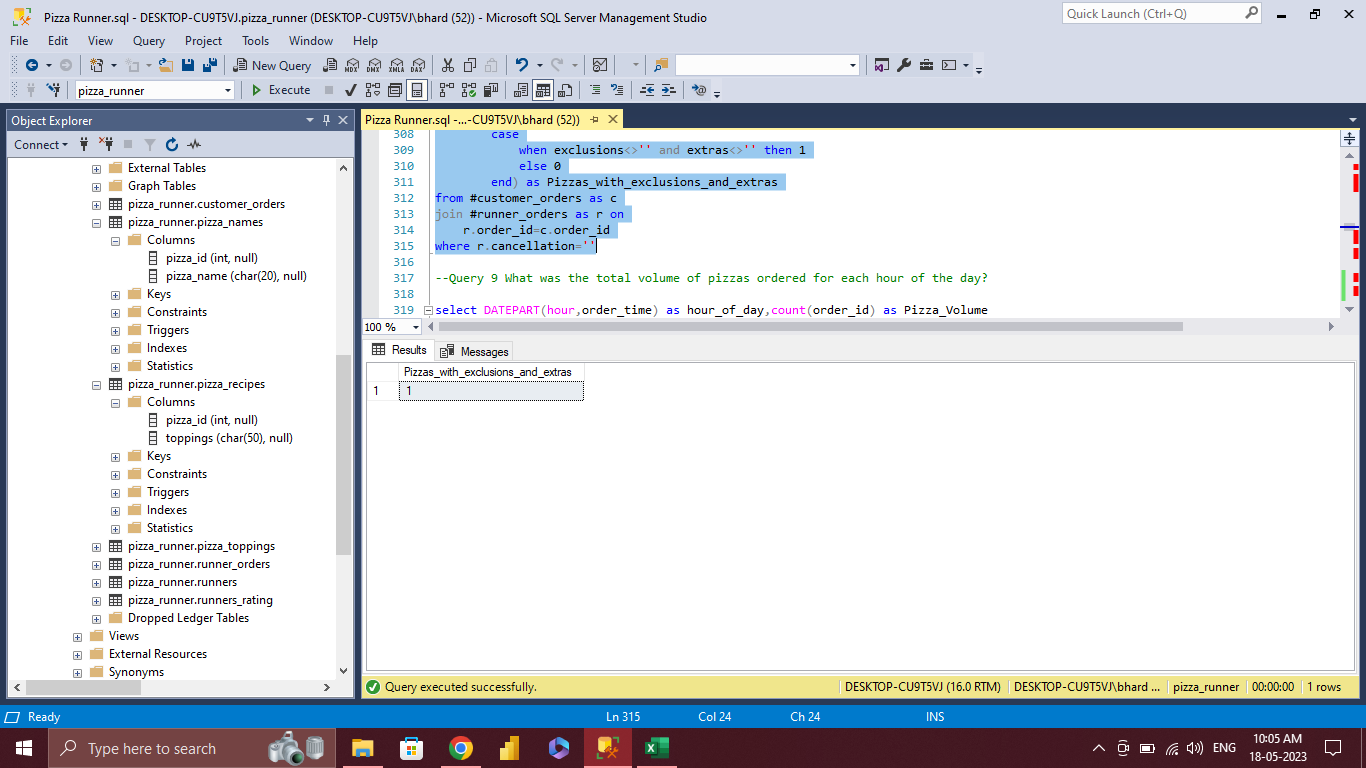 Pizza Runner.sql - DESKTOP-CU9T5VJ.pizza_runner (DESKTOP-CU9T5VJ\bhard (52)) - Microsoft SQL Server Management Studio
Quick Launch (Ctrl+Q)
File Edit View Query Project Tools Window Help
New Query
MDX DMX XMLA DAX
pizza_runner
Execute
Object Explorer
Connect
External Tables
Graph Tables
pizza_runner.customer_orders
pizza_runner.pizza_names
Columns
pizza_id (int, null)
pizza_name (char(20), null)
Keys
Constraints
Triggers
Indexes
Statistics
pizza_runner.pizza_recipes
Columns
pizza_id (int, null)
toppings (char(50), null)
Keys
Constraints
Triggers
Indexes
Statistics
pizza_runner.pizza_toppings
pizza_runner.runner_orders
pizza_runner.runners
pizza_runner.runners_rating
Dropped Ledger Tables
Views
External Resources
Synonyms
Pizza Runner.sql -...-CU9T5VJ\bhard (52))
308 case
309 when exclusions<>'' and extras<>'' then 1
310 else 0
311 end) as Pizzas_with_exclusions_and_extras
312 from #customer_orders as c
313 join #runner_orders as r on
314 r.order_id=c.order_id
315 where r.cancellation=''
316
317 --Query 9 What was the total volume of pizzas ordered for each hour of the day?
318
319 select DATEPART(hour,order_time) as hour_of_day,count(order_id) as Pizza_Volume
100 %
Results Messages
Pizzas_with_exclusions_and_extras
1 1
Query executed successfully.
DESKTOP-CU9T5VJ (16.0 RTM) DESKTOP-CU9T5VJ\bhard ... pizza_runner 00:00:00 1 rows
Ready Ln 315 Col 24 Ch 24 INS
Type here to search
ENG
10:05 AM
18-05-2023